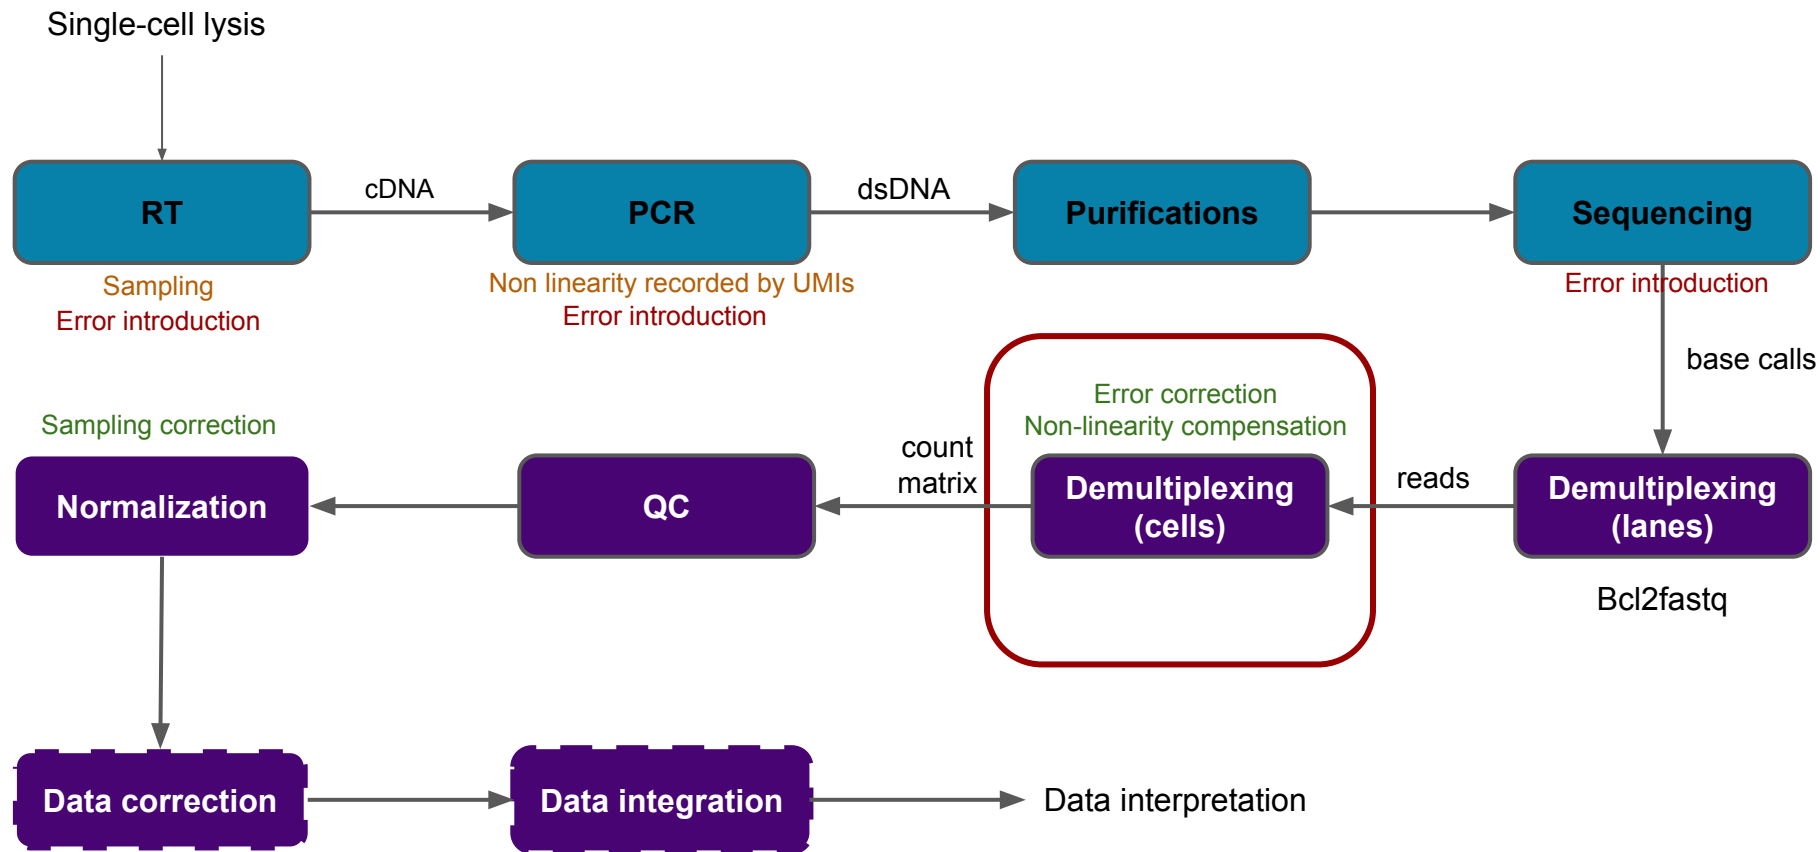 Single-cell lysis
RT
cDNA
PCR
dsDNA
Purifications
Sequencing
Sampling
Error introduction
Non linearity recorded by UMIs
Error introduction
Error introduction
base calls
Sampling correction
Normalization
QC
count
matrix
Error correction
Non-linearity compensation
Demultiplexing
(cells)
reads
Demultiplexing
(lanes)
Bcl2fastq
Data correction
Data integration
Data interpretation